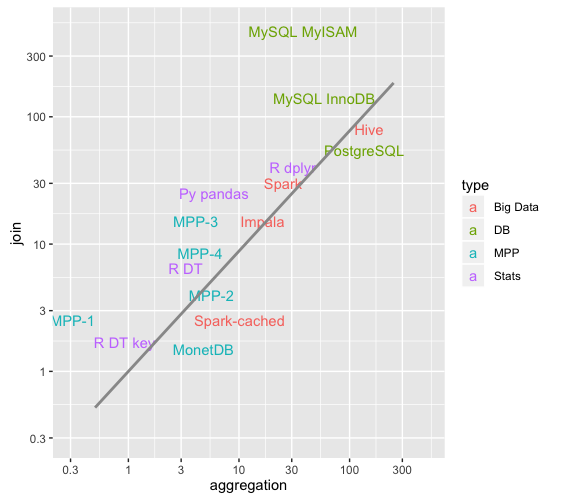 MySQL MyISAM
300
MySQL InnoDB
100
Hive
PostgreSQL
R dplyr
30
Spark
Py pandas
MPP-3
Impala
join
10
MPP-4
R DT
MPP-2
3
MPP-1
Spark-cached
R DT key
MonetDB
1
0.3
0.3 1 3 10 30 100 300
aggregation
type
a Big Data
a DB
a MPP
a Stats